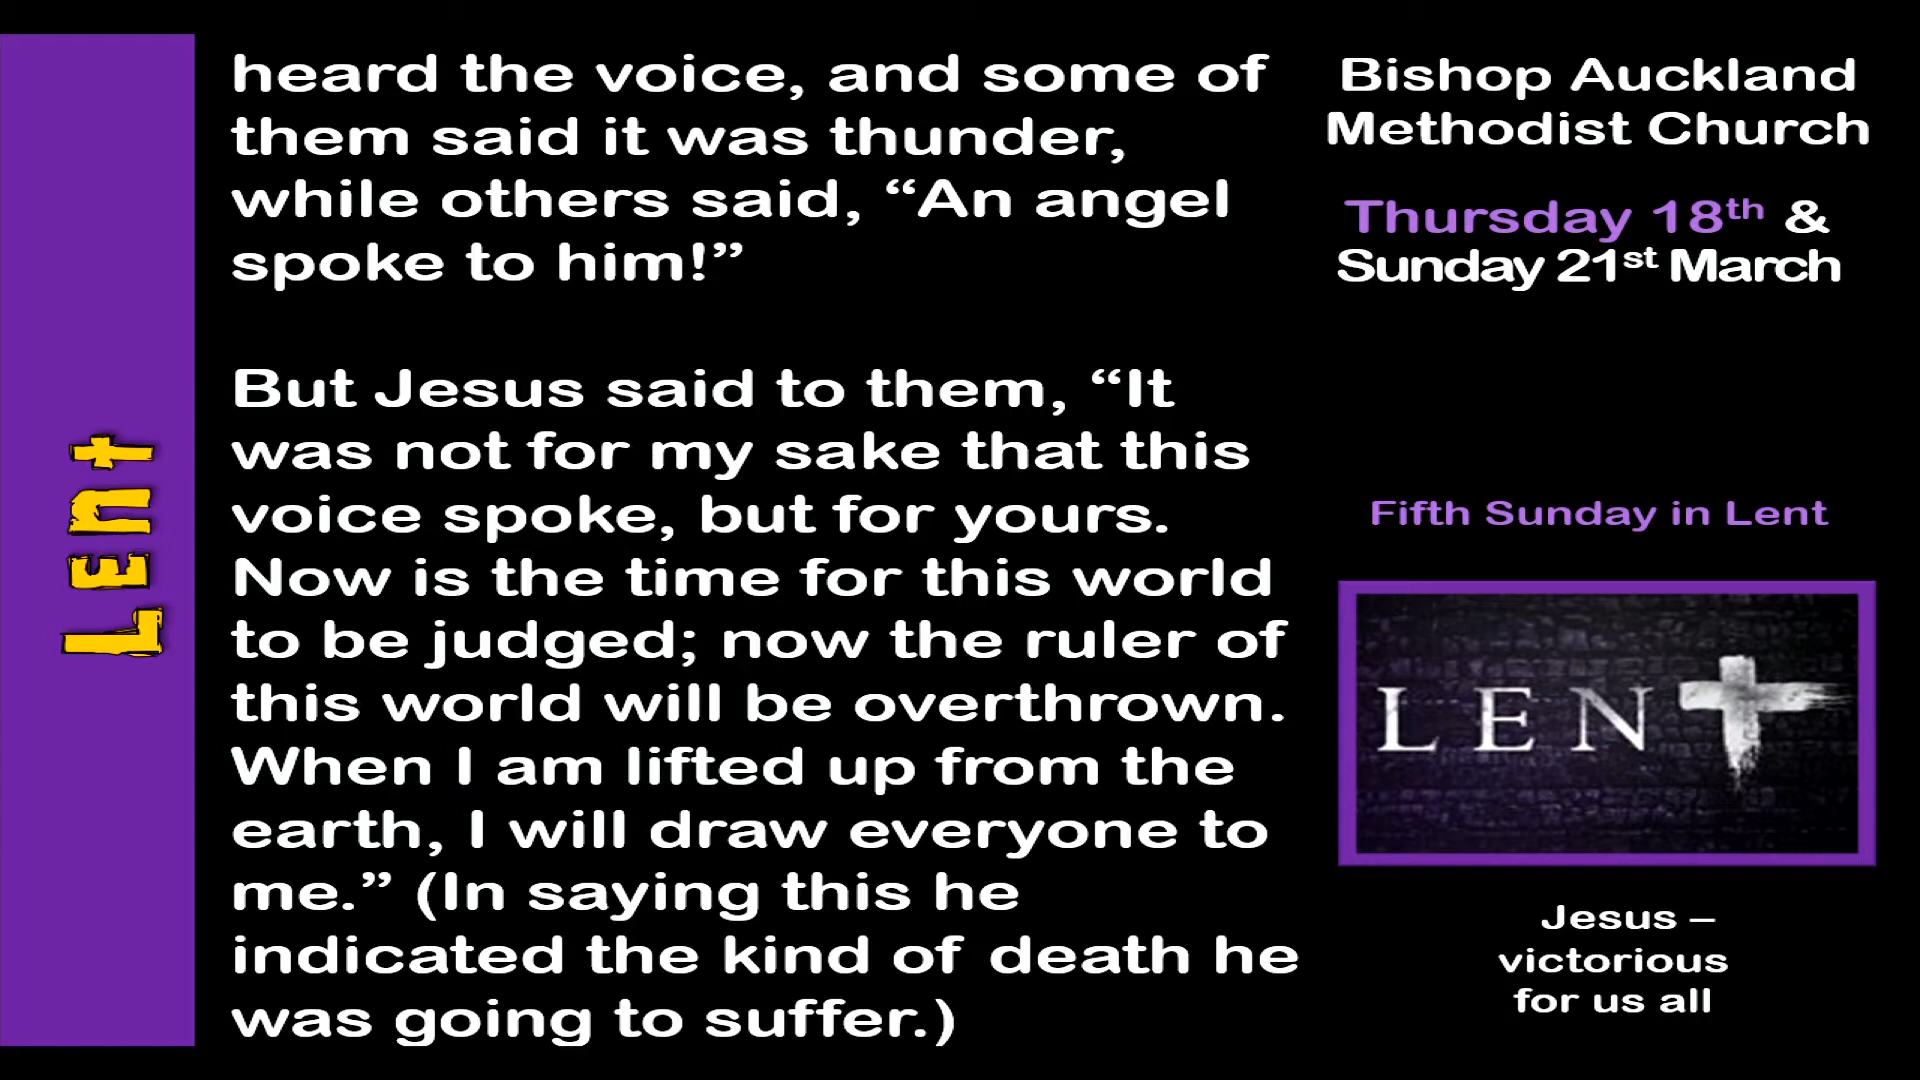 Lent
heard the voice, and some of
them said it was thunder,
while others said, “An angel
spoke to him!”
But Jesus said to them, “It
was not for my sake that this
voice spoke, but for yours.
Now is the time for this world
to be judged; now the ruler of
this world will be overthrown.
When I am lifted up from the
earth, I will draw everyone to
me.” (In saying this he
indicated the kind of death he
was going to suffer.)
Bishop Auckland
Methodist Church
Thursday 18th &
Sunday 21st March
Fifth Sunday in Lent
LENT
Jesus –
victorious
for us all